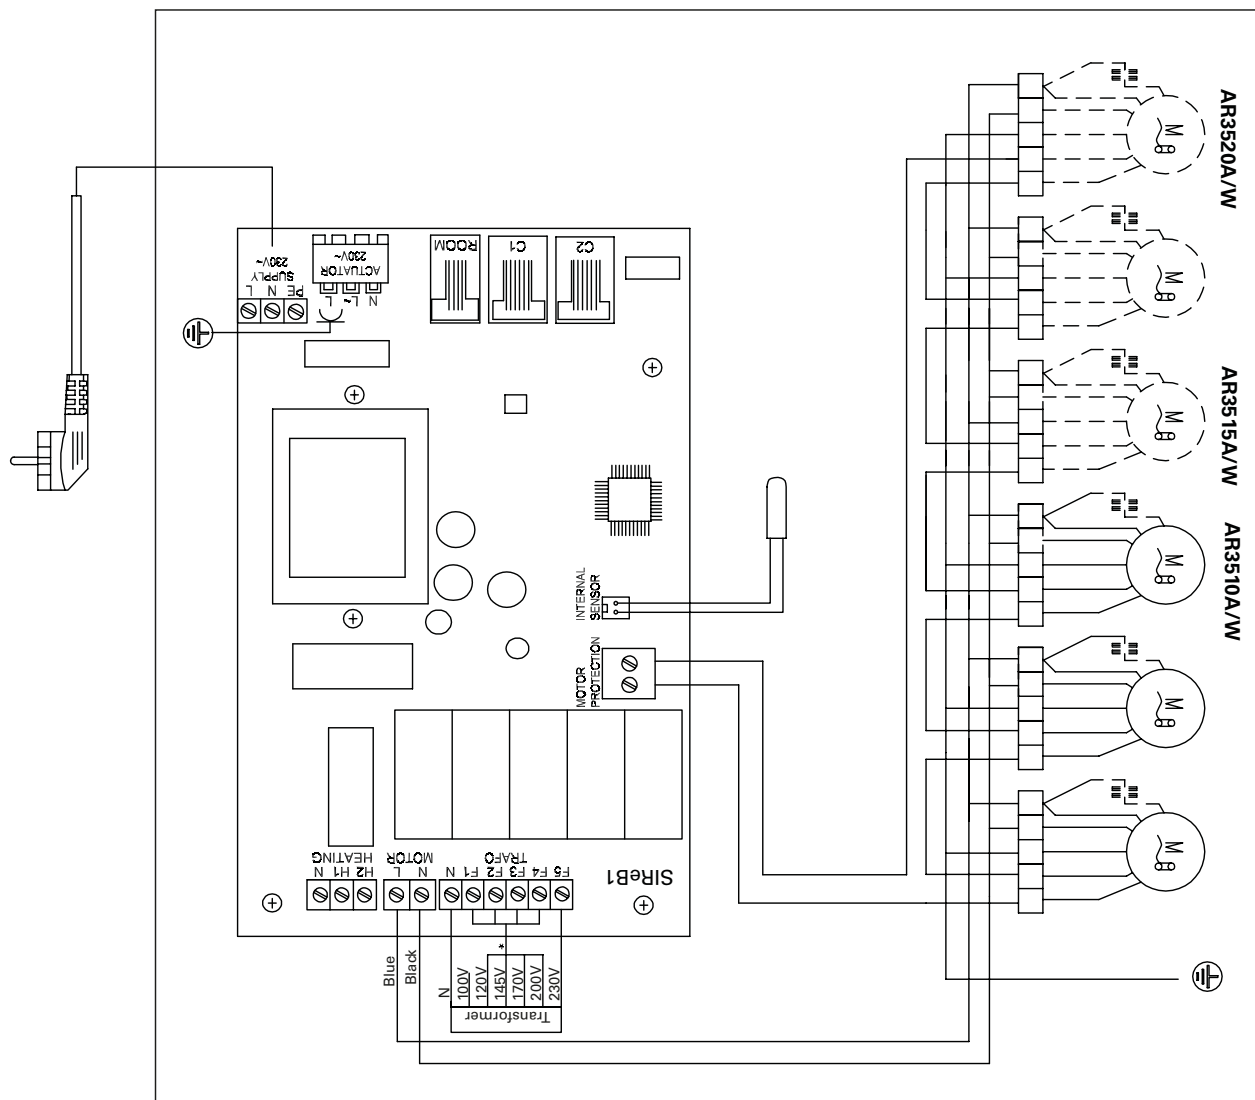 AR3520A/W
AR3515A/W
AR3510A/W
M
M
M
M
M
M
SUPPLY
230V~
L
N
PE
ACTUATOR
230V~
L
L~
N
ROOM
C1
C2
INTERNAL
SENSOR
MOTOR
PROTECTION
HEATING
N
H1
H2
MOTOR
L
N
TRAFO
N
F1
F2
F3
F4
F5
SIReB1
Blue
Black
*
N
100V
120V
145V
170V
200V
230V
Transformer